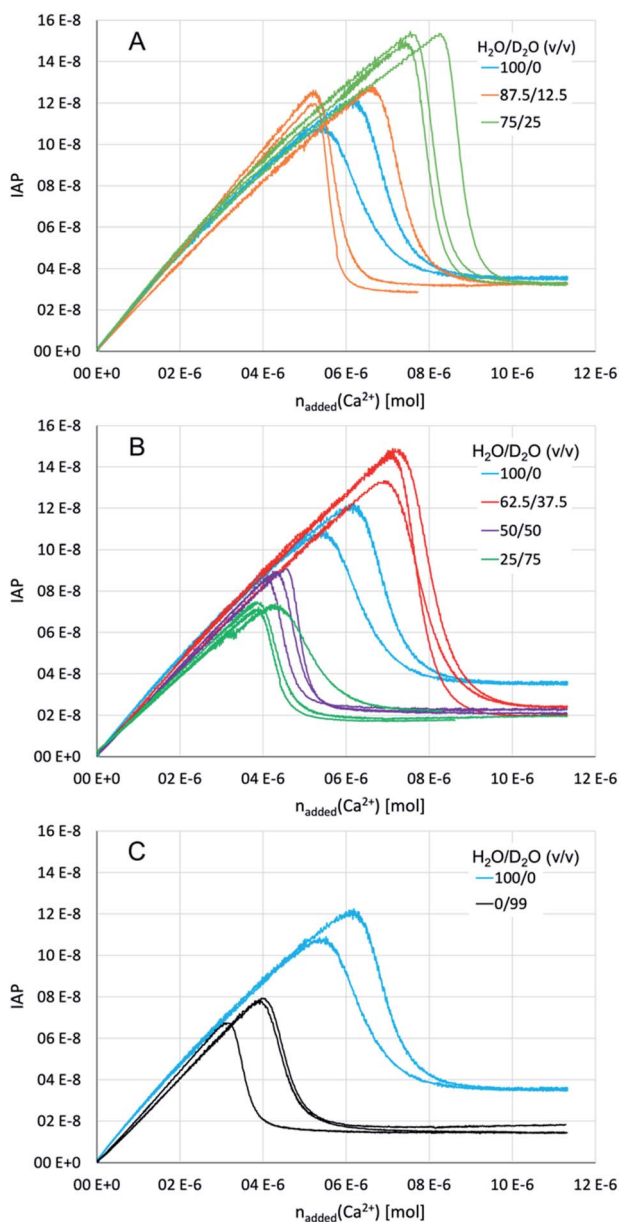 A
H₂O/D₂O (v/v)
100/0
87.5/12.5
75/25
16 E-8
14 E-8
12 E-8
10 E-8
08 E-8
06 E-8
04 E-8
02 E-8
00 E+0
IAP
00 E+0 02 E-6 04 E-6 06 E-6 08 E-6 10 E-6 12 E-6
nadded(Ca²⁺) [mol]
B
H₂O/D₂O (v/v)
100/0
62.5/37.5
50/50
25/75
16 E-8
14 E-8
12 E-8
10 E-8
08 E-8
06 E-8
04 E-8
02 E-8
00 E+0
IAP
00 E+0 02 E-6 04 E-6 06 E-6 08 E-6 10 E-6 12 E-6
nadded(Ca²⁺) [mol]
C
H₂O/D₂O (v/v)
100/0
0/99
16 E-8
14 E-8
12 E-8
10 E-8
08 E-8
06 E-8
04 E-8
02 E-8
00 E+0
IAP
00 E+0 02 E-6 04 E-6 06 E-6 08 E-6 10 E-6 12 E-6
nadded(Ca²⁺) [mol]